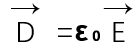 D⃗ = ε₀ E⃗